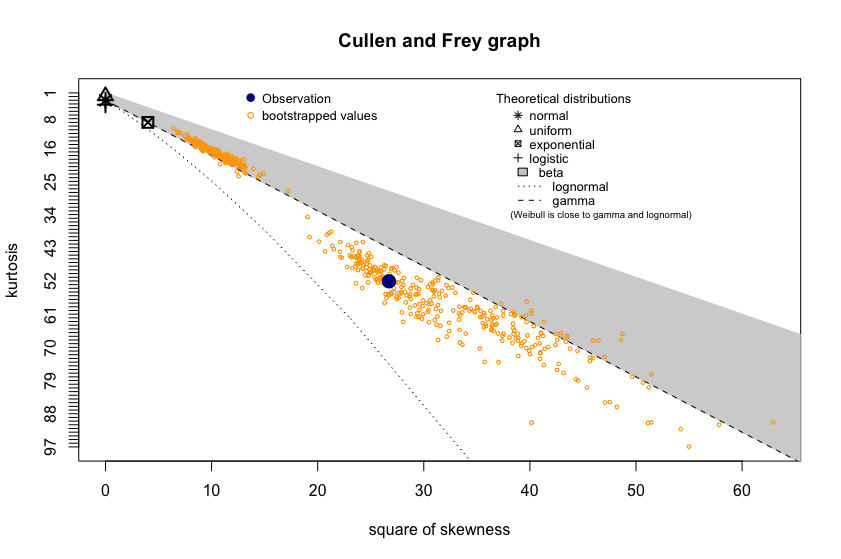 Cullen and Frey graph
Observation
bootstrapped values
Theoretical distributions
normal
uniform
exponential
logistic
beta
lognormal
gamma
(Weibull is close to gamma and lognormal)
kurtosis
1
8
16
25
34
43
52
61
70
79
88
97
0 10 20 30 40 50 60
square of skewness